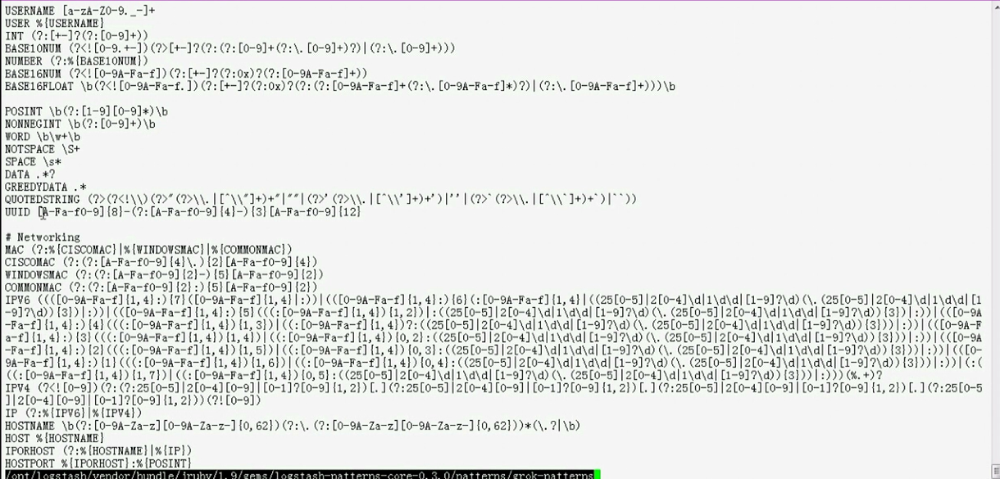 USERNAME [a-zA-Z0-9._-]+
USER %{USERNAME}
INT (?:[+-]?(?:[0-9]+))
BASE10NUM (?<![0-9.+-])(?>[+-]?(?:(?:[0-9]+(?:\.[0-9]+)?)|(?:\.[0-9]+)))
NUMBER (?:%{BASE10NUM})
BASE16NUM (?<![0-9A-Fa-f])(?:[+-]?(?:0x)?(?:[0-9A-Fa-f]+))
BASE16FLOAT \b(?<![0-9A-Fa-f.])(?:[+-]?(?:0x)?(?:(?:[0-9A-Fa-f]+(?:\.[0-9A-Fa-f]*)?)|(?:\.[0-9A-Fa-f]+)))\b
POSINT \b(?:[1-9][0-9]*)\b
NONNEGINT \b(?:[0-9]+)\b
WORD \b\w+\b
NOTSPACE \S+
SPACE \s*
DATA .*?
GREEDYDATA .*
QUOTEDSTRING (?>(?<!\\)(?>"(?>\\.|[^\\"]+)+"|""|(?>'(?>\\.|[^\\']+)+')|''|(?>`(?>\\.|[^\\`]+)+`)|``))
UUID [A-Fa-f0-9]{8}-(?:[A-Fa-f0-9]{4}-){3}[A-Fa-f0-9]{12}
# Networking
MAC (?:%{CISCOMAC}|%{WINDOWSMAC}|%{COMMONMAC})
CISCOMAC (?:(?:[A-Fa-f0-9]{4}\.){2}[A-Fa-f0-9]{4})
WINDOWSMAC (?:(?:[A-Fa-f0-9]{2}-){5}[A-Fa-f0-9]{2})
COMMONMAC (?:(?:[A-Fa-f0-9]{2}:){5}[A-Fa-f0-9]{2})
IPV6 ((([0-9A-Fa-f]{1,4}:){7}([0-9A-Fa-f]{1,4}|:))|(([0-9A-Fa-f]{1,4}:){6}(:[0-9A-Fa-f]{1,4}|((25[0-5]|2[0-4]\d|1\d\d|[1-9]?\d)(\.(25[0-5]|2[0-4]\d|1\d\d|[1
-9]?\d)){3})|:))|(([0-9A-Fa-f]{1,4}:){5}(((:[0-9A-Fa-f]{1,4}){1,2})|:((25[0-5]|2[0-4]\d|1\d\d|[1-9]?\d)(\.(25[0-5]|2[0-4]\d|1\d\d|[1-9]?\d)){3})|:))|(([0-9A
-Fa-f]{1,4}:){4}(((:[0-9A-Fa-f]{1,4}){1,3})|((:[0-9A-Fa-f]{1,4})?:((25[0-5]|2[0-4]\d|1\d\d|[1-9]?\d)(\.(25[0-5]|2[0-4]\d|1\d\d|[1-9]?\d)){3}))|:))|(([0-9A-F
a-f]{1,4}:){3}(((:[0-9A-Fa-f]{1,4}){1,4})|((:[0-9A-Fa-f]{1,4}){0,2}:((25[0-5]|2[0-4]\d|1\d\d|[1-9]?\d)(\.(25[0-5]|2[0-4]\d|1\d\d|[1-9]?\d)){3}))|:))|(([0-9A
-Fa-f]{1,4}:){2}(((:[0-9A-Fa-f]{1,4}){1,5})|((:[0-9A-Fa-f]{1,4}){0,3}:((25[0-5]|2[0-4]\d|1\d\d|[1-9]?\d)(\.(25[0-5]|2[0-4]\d|1\d\d|[1-9]?\d)){3}))|:))|(([0-
9A-Fa-f]{1,4}:){1}(((:[0-9A-Fa-f]{1,4}){1,6})|((:[0-9A-Fa-f]{1,4}){0,4}:((25[0-5]|2[0-4]\d|1\d\d|[1-9]?\d)(\.(25[0-5]|2[0-4]\d|1\d\d|[1-9]?\d)){3}))|:))|(:(
((:[0-9A-Fa-f]{1,4}){1,7})|((:[0-9A-Fa-f]{1,4}){0,5}:((25[0-5]|2[0-4]\d|1\d\d|[1-9]?\d)(\.(25[0-5]|2[0-4]\d|1\d\d|[1-9]?\d)){3}))|:)))(%.+)?
IPV4 (?<![0-9])(?:(?:25[0-5]|2[0-4][0-9]|[0-1]?[0-9]{1,2})[.](?:25[0-5]|2[0-4][0-9]|[0-1]?[0-9]{1,2})[.](?:25[0-5]|2[0-4][0-9]|[0-1]?[0-9]{1,2})[.](?:25[0-5
]|2[0-4][0-9]|[0-1]?[0-9]{1,2}))(?![0-9])
IP (?:%{IPV6}|%{IPV4})
HOSTNAME \b(?:[0-9A-Za-z][0-9A-Za-z-]{0,62})(?:\.(?:[0-9A-Za-z][0-9A-Za-z-]{0,62}))*(\.?|\b)
HOST %{HOSTNAME}
IPORHOST (?:%{HOSTNAME}|%{IP})
HOSTPORT %{IPORHOST}:%{POSINT}
/opt/logstash/vendor/bundle/jruby/1.9/gems/logstash-patterns-core-0.3.0/patterns/grok-patterns